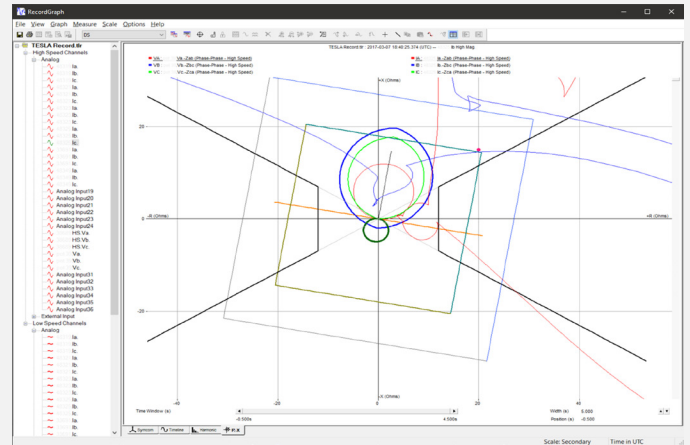 RecordGraph
File View Graph Measure Scale Options Help
DS
TESLA Record.tlr
High Speed Channels
Analog
Ia.
Ib.
Ic.
Ia.
Ib.
Ic.
Ia.
Ib.
Ic.
Ia.
Ib.
Ic.
Ia.
Ib.
Ic.
Ia.
Ib.
Ic.
Analog Input19
Analog Input20
Analog Input21
Analog Input22
Analog Input23
Analog Input24
HS.Va
HS.Vb.
HS.Vc.
Va.
Vb.
Vc.
Analog Input31
Analog Input32
Analog Input33
Analog Input34
Analog Input35
Analog Input36
External Input
Low Speed Channels
Analog
Ia.
Ib.
Ic.
Ia.
Ib.
Ic.
Ia.
Ib.
Ic.
Ia.
Ib.
Ic.
VA
VB
VC
Va.-Zab (Phase-Phase - High Speed)
Vb.-Zbc (Phase-Phase - High Speed)
Vc.-Zca (Phase-Phase - High Speed)
IA
IB
IC
Ia.-Zab (Phase-Phase - High Speed)
Ib.-Zbc (Phase-Phase - High Speed)
Ic.-Zca (Phase-Phase - High Speed)
+X (Ohms)
-R (Ohms)
+R (Ohms)
-X (Ohms)
20
0
-20
-40
-20
0
20
40
Time Window (s)
-0.500s
4.500s
Width (s) 5.000
Position (s) -0.500
Symcom Timeline Harmonic R\X
Scale: Secondary Time in UTC